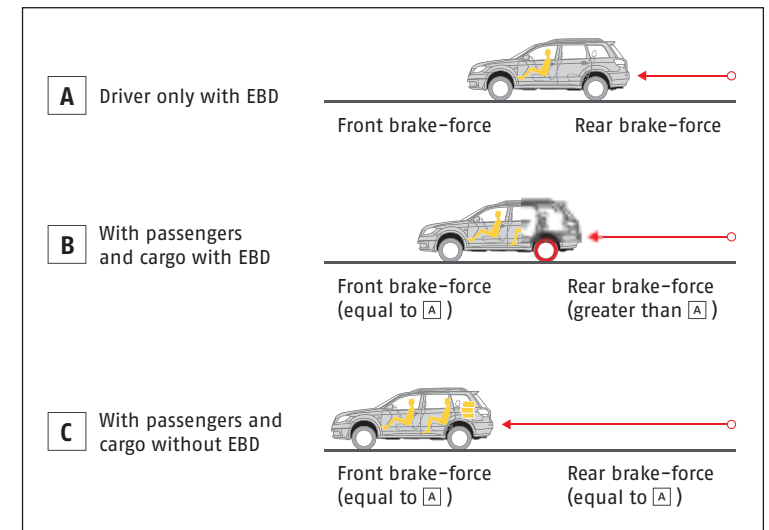 A Driver only with EBD
Front brake-force Rear brake-force
B With passengers
and cargo with EBD
Front brake-force Rear brake-force
(equal to A ) (greater than A )
C With passengers and
cargo without EBD
Front brake-force Rear brake-force
(equal to A ) (equal to A )